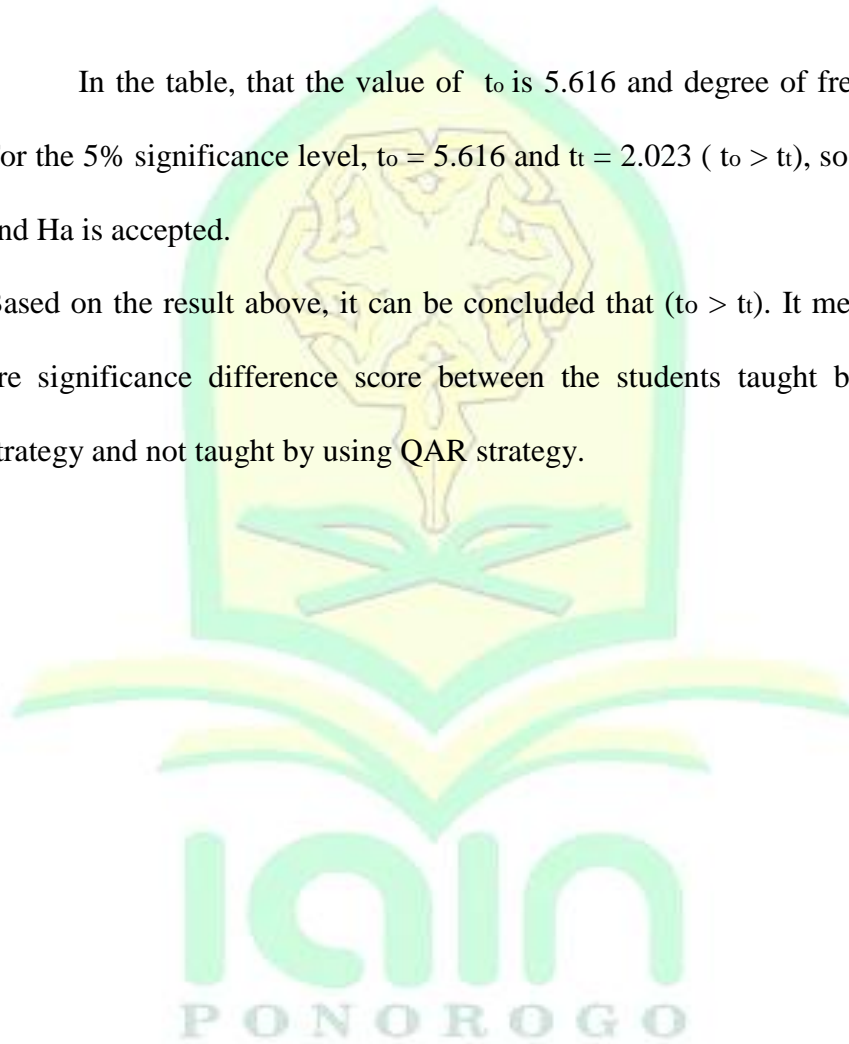 In the table, that the value of to is 5.616 and degree of fre
or the 5% significance level, to = 5.616 and tt = 2.023 ( to > tt), so
nd Ha is accepted.
ased on the result above, it can be concluded that (to > tt). It me
re significance difference score between the students taught b
trategy and not taught by using QAR strategy.
IAIN
PONOROGO